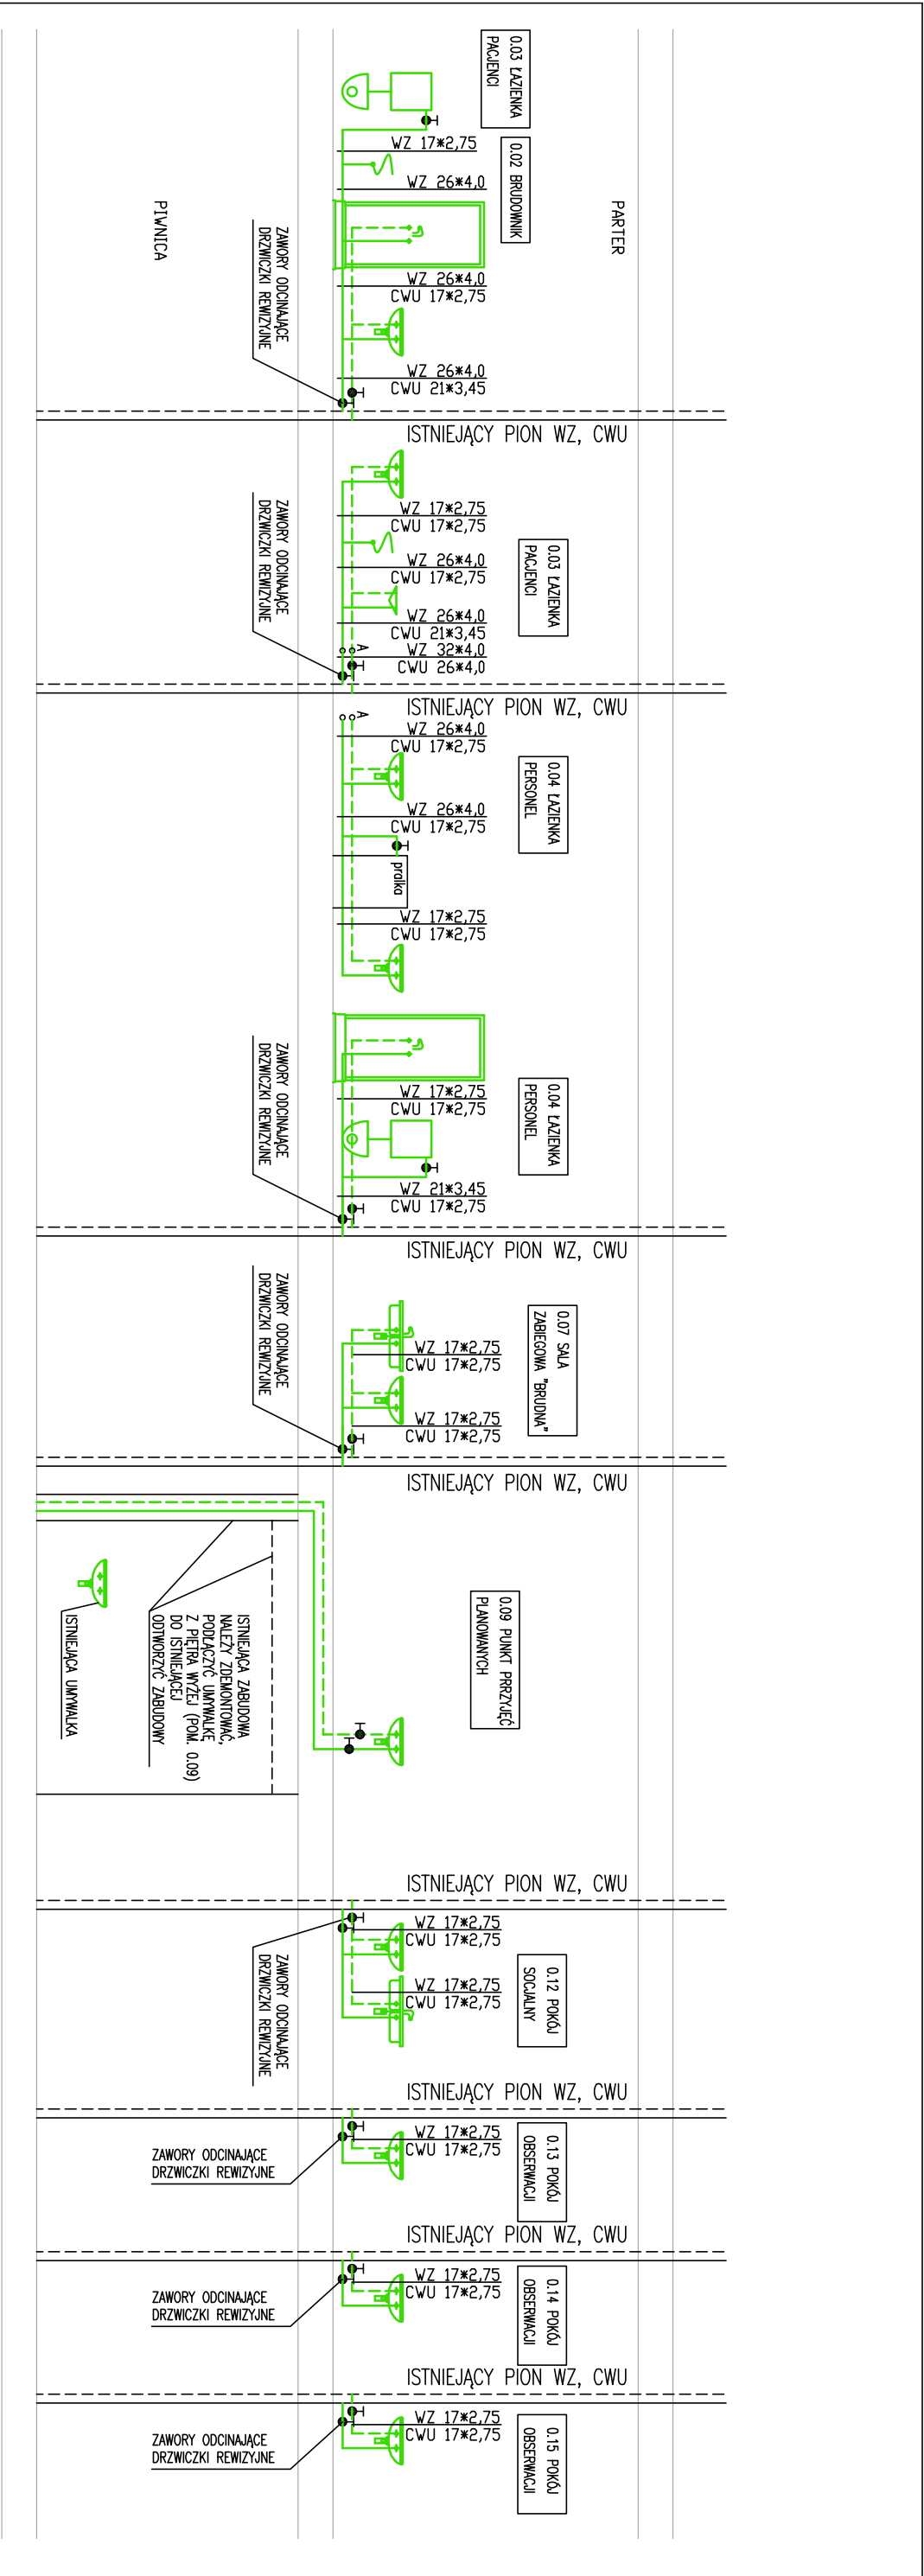 0.03 ŁAZIENKA
PACJENCI
0.02 BRUDOWNIK
PARTER
PIWNICA
WZ 17*2,75
WZ 26*4,0
WZ 26*4,0
CWU 17*2,75
WZ 26*4,0
CWU 21*3,45
ZAWORY ODCINAJĄCE
DRZWICZKI REWIZYJNE
ISTNIEJĄCY PION WZ, CWU
0.03 ŁAZIENKA
PACJENCI
WZ 17*2,75
CWU 17*2,75
WZ 26*4,0
CWU 17*2,75
WZ 26*4,0
CWU 21*3,45
A
WZ 32*4,0
CWU 26*4,0
ZAWORY ODCINAJĄCE
DRZWICZKI REWIZYJNE
ISTNIEJĄCY PION WZ, CWU
A
WZ 26*4,0
CWU 17*2,75
0.04 ŁAZIENKA
PERSONEL
WZ 26*4,0
CWU 17*2,75
pralka
WZ 17*2,75
CWU 17*2,75
0.04 ŁAZIENKA
PERSONEL
WZ 17*2,75
CWU 17*2,75
WZ 21*3,45
CWU 17*2,75
ZAWORY ODCINAJĄCE
DRZWICZKI REWIZYJNE
ISTNIEJĄCY PION WZ, CWU
0.07 SALA
ZABIEGOWA "BRUDNA"
WZ 17*2,75
CWU 17*2,75
WZ 17*2,75
CWU 17*2,75
ZAWORY ODCINAJĄCE
DRZWICZKI REWIZYJNE
ISTNIEJĄCY PION WZ, CWU
0.09 PUNKT PRRZYJĘĆ
PLANOWANYCH
ISTNIEJĄCA ZABUDOWA
NALEŻY ZDEMONTOWAĆ,
PODŁĄCZYĆ UMYWALKĘ
Z PIĘTRA WYŻEJ (POM. 0.09)
DO ISTNIEJĄCEJ
ODTWORZYĆ ZABUDOWY
ISTNIEJĄCA UMYWALKA
ISTNIEJĄCY PION WZ, CWU
WZ 17*2,75
CWU 17*2,75
0.12 POKÓJ
SOCJALNY
WZ 17*2,75
CWU 17*2,75
ZAWORY ODCINAJĄCE
DRZWICZKI REWIZYJNE
ISTNIEJĄCY PION WZ, CWU
0.13 POKÓJ
OBSERWACJI
WZ 17*2,75
CWU 17*2,75
ZAWORY ODCINAJĄCE
DRZWICZKI REWIZYJNE
ISTNIEJĄCY PION WZ, CWU
0.14 POKÓJ
OBSERWACJI
WZ 17*2,75
CWU 17*2,75
ZAWORY ODCINAJĄCE
DRZWICZKI REWIZYJNE
ISTNIEJĄCY PION WZ, CWU
0.15 POKÓJ
OBSERWACJI
WZ 17*2,75
CWU 17*2,75
ZAWORY ODCINAJĄCE
DRZWICZKI REWIZYJNE